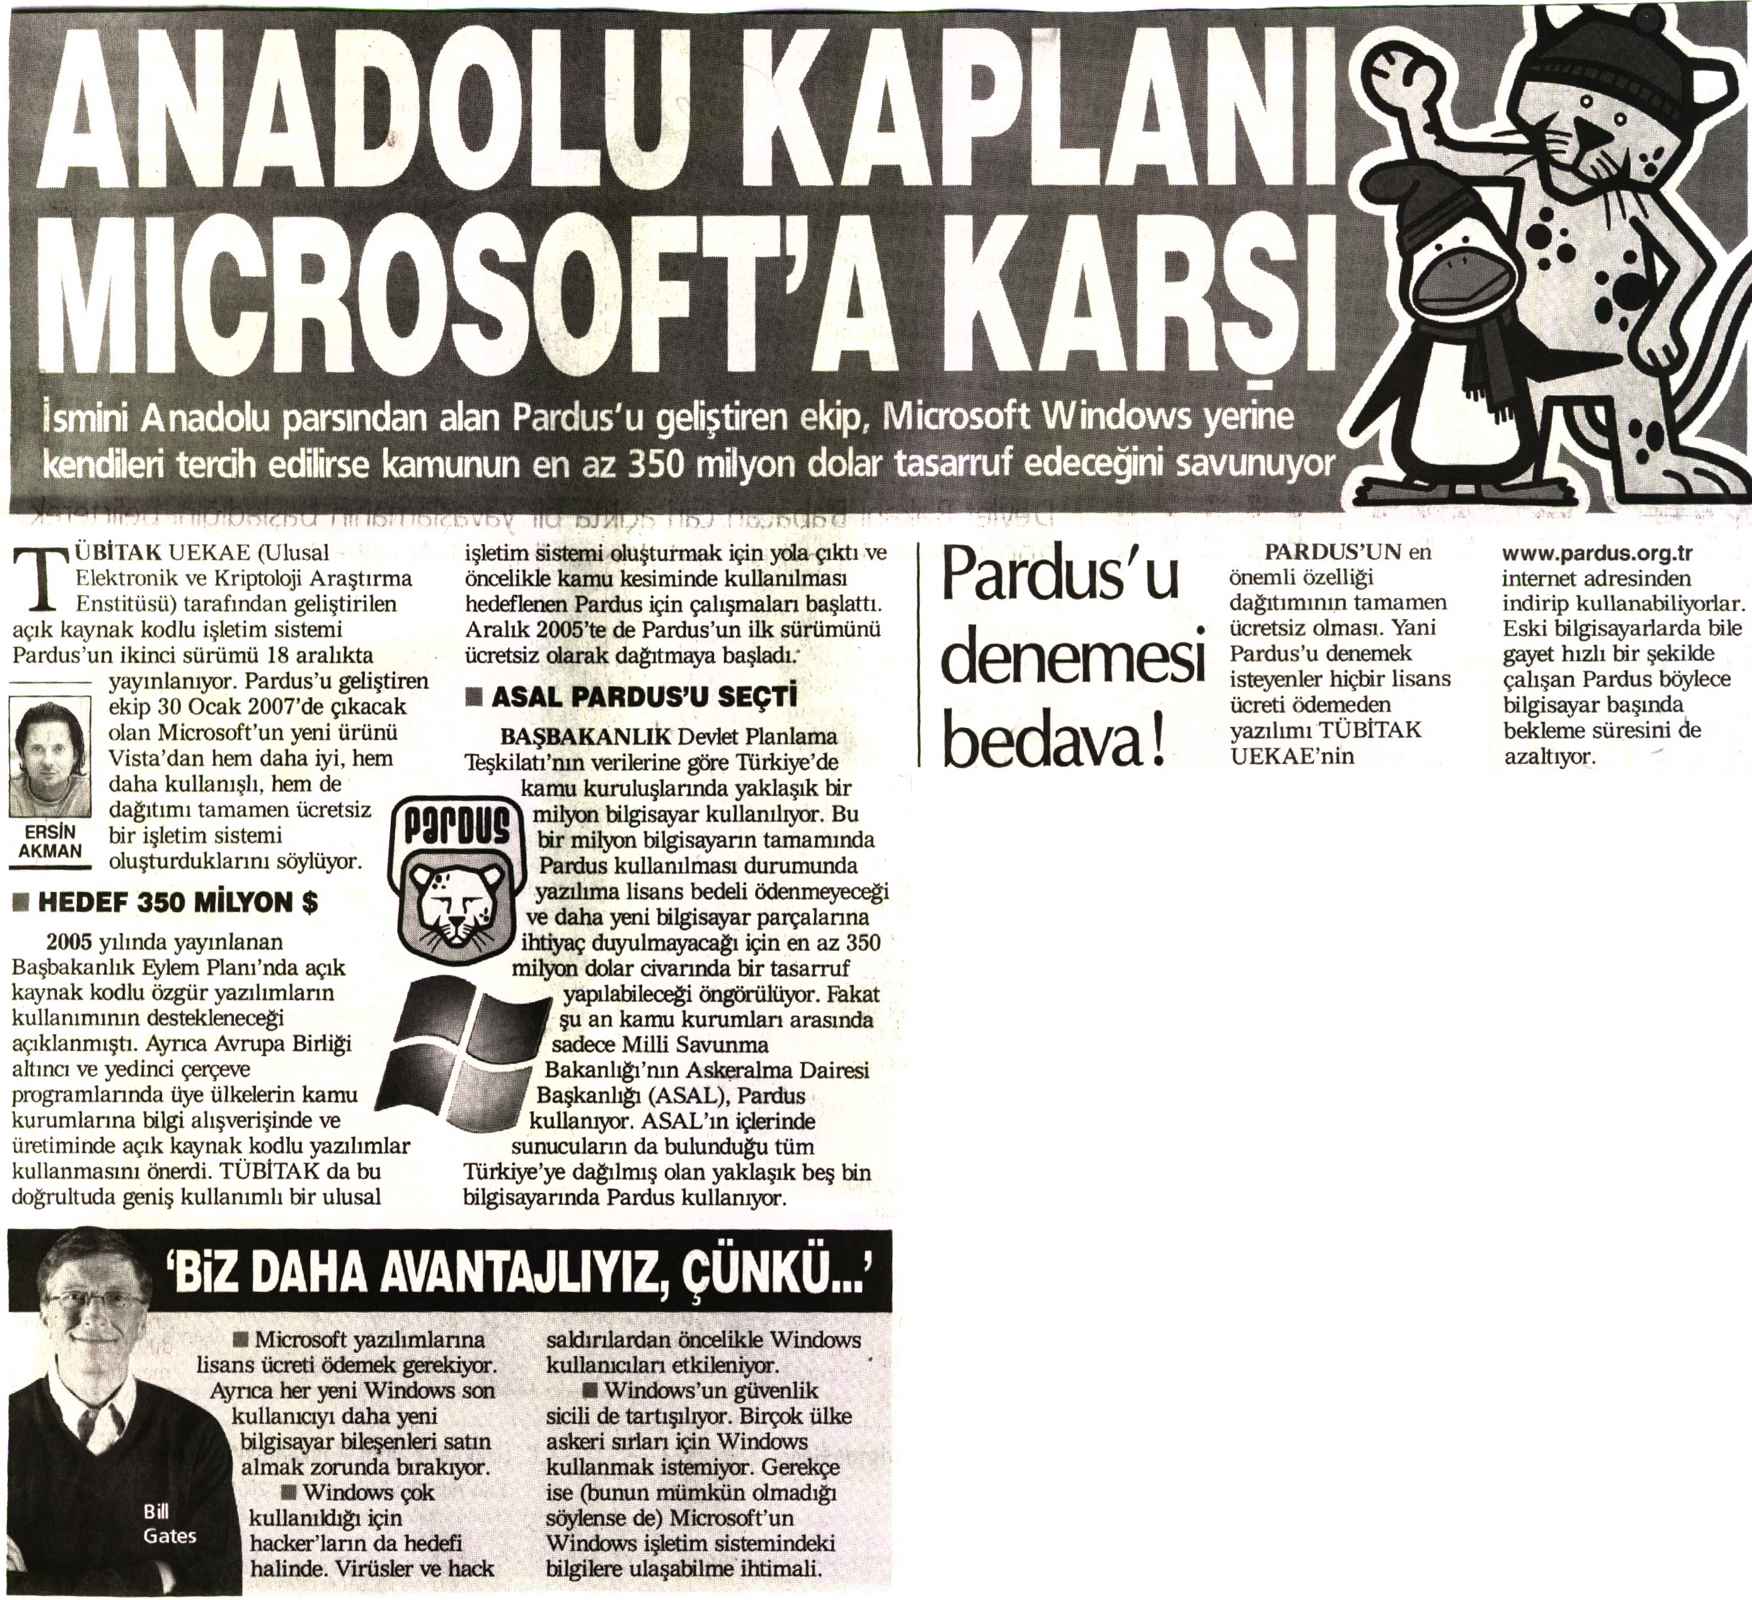 ANADOLU KAPLANI
MICROSOFT'A KARŞI
İsmini Anadolu parsından alan Pardus'u geliştiren ekip, Microsoft Windows yerine
kendileri tercih edilirse kamunun en az 350 milyon dolar tasarruf edeceğini savunuyor
TÜBİTAK UEKAE (Ulusal
Elektronik ve Kriptoloji Araştırma
Enstitüsü) tarafından geliştirilen
açık kaynak kodlu işletim sistemi
Pardus'un ikinci sürümü 18 aralıkta
yayınlanıyor. Pardus'u geliştiren
ekip 30 Ocak 2007'de çıkacak
olan Microsoft'un yeni ürünü
Vista'dan hem daha iyi, hem
daha kullanışlı, hem de
dağıtımı tamamen ücretsiz
bir işletim sistemi
oluşturduklarını söylüyor.
ERSİN
AKMAN
■ HEDEF 350 MİLYON $
2005 yılında yayınlanan
Başbakanlık Eylem Planı'nda açık
kaynak kodlu özgür yazılımların
kullanımının destekleneceği
açıklanmıştı. Ayrıca Avrupa Birliği
altıncı ve yedinci çerçeve
programlarında üye ülkelerin kamu
kurumlarına bilgi alışverişinde ve
üretiminde açık kaynak kodlu yazılımlar
kullanmasını önerdi. TÜBİTAK da bu
doğrultuda geniş kullanımlı bir ulusal
işletim sistemi oluşturmak için yola çıktı ve
öncelikle kamu kesiminde kullanılması
hedeflenen Pardus için çalışmaları başlattı.
Aralık 2005'te de Pardus'un ilk sürümünü
ücretsiz olarak dağıtmaya başladı.
■ ASAL PARDUS'U SEÇTİ
BAŞBAKANLIK Devlet Planlama
Teşkilatı'nın verilerine göre Türkiye'de
kamu kuruluşlarında yaklaşık bir
milyon bilgisayar kullanılıyor. Bu
bir milyon bilgisayarın tamamında
Pardus kullanılması durumunda
yazılıma lisans bedeli ödenmeyeceği
ve daha yeni bilgisayar parçalarına
ihtiyaç duyulmayacağı için en az 350
milyon dolar civarında bir tasarruf
yapılabileceği öngörülüyor. Fakat
şu an kamu kurumları arasında
sadece Milli Savunma
Bakanlığı'nın Askeralma Dairesi
Başkanlığı (ASAL), Pardus
kullanıyor. ASAL'ın içlerinde
sunucuların da bulunduğu tüm
Türkiye'ye dağılmış olan yaklaşık beş bin
bilgisayarında Pardus kullanıyor.
PARDUS
Pardus'u
denemesi
bedava!
PARDUS'UN en
önemli özelliği
dağıtımının tamamen
ücretsiz olması. Yani
Pardus'u denemek
isteyenler hiçbir lisans
ücreti ödemeden
yazılımı TÜBİTAK
UEKAE'nin
www.pardus.org.tr
internet adresinden
indirip kullanabiliyorlar.
Eski bilgisayarlarda bile
gayet hızlı bir şekilde
çalışan Pardus böylece
bilgisayar başında
bekleme süresini de
azaltıyor.
'BİZ DAHA AVANTAJLIYIZ, ÇÜNKÜ...'
■ Microsoft yazılımlarına
lisans ücreti ödemek gerekiyor.
Ayrıca her yeni Windows son
kullanıcıyı daha yeni
bilgisayar bileşenleri satın
almak zorunda bırakıyor.
■ Windows çok
kullanıldığı için
hacker'ların da hedefi
halinde. Virüsler ve hack
saldırılardan öncelikle Windows
kullanıcıları etkileniyor.
■ Windows'un güvenlik
sicili de tartışılıyor. Birçok ülke
askeri sırları için Windows
kullanmak istemiyor. Gerekçe
ise (bunun mümkün olmadığı
söylense de) Microsoft'un
Windows işletim sistemindeki
bilgilere ulaşabilme ihtimali.
Bill
Gates